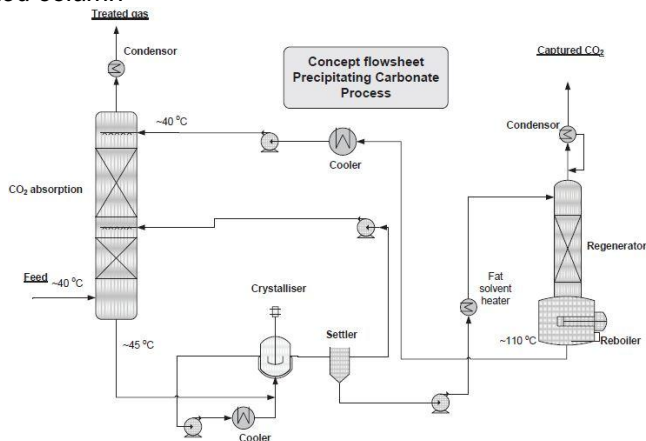 Treated gas
Condensor
Concept flowsheet
Precipitating Carbonate
Process
Captured CO₂
Condensor
~40 °C
Cooler
CO₂ absorption
Regenerator
Feed ~40 °C
Crystalliser
Fat
solvent
heater
Settler
~45 °C
~110 °C
Reboiler
Cooler